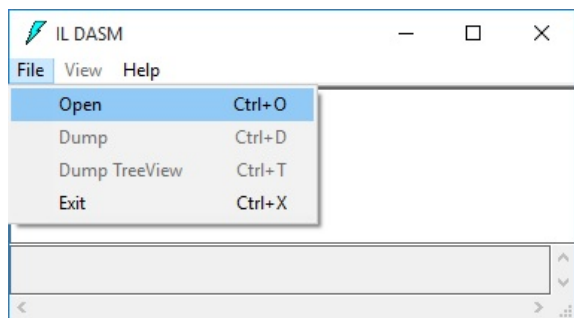 IL DASM
File View Help
Open Ctrl+O
Dump Ctrl+D
Dump TreeView Ctrl+T
Exit Ctrl+X